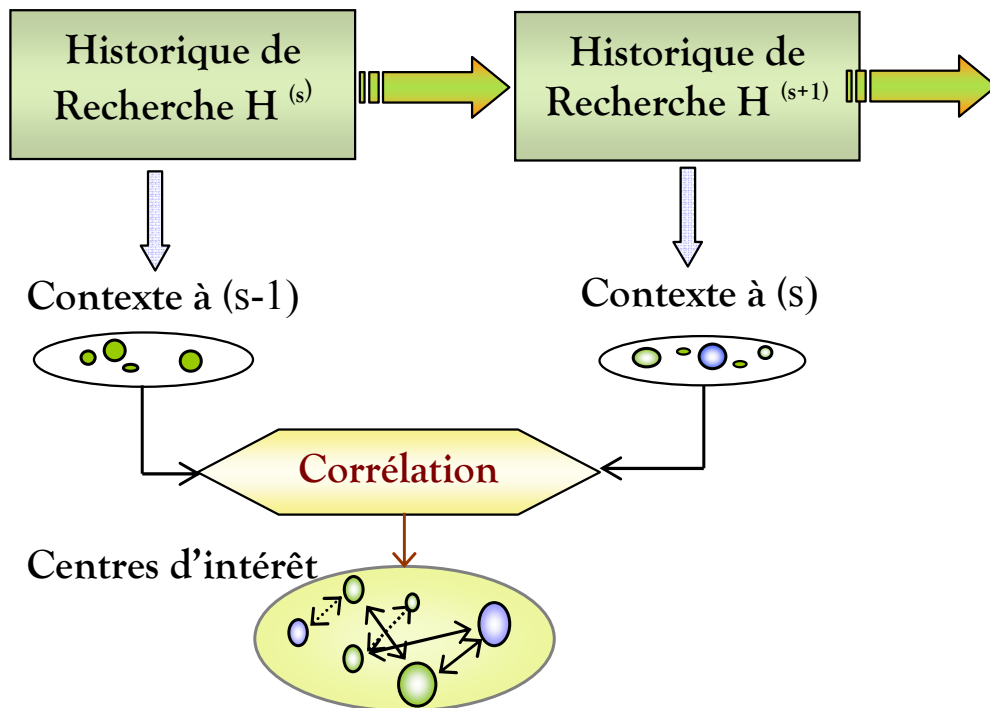 Historique de
Recherche H (s)
Historique de
Recherche H (s+1)
Contexte à (s-1)
Contexte à (s)
Corrélation
Centres d'intérêt